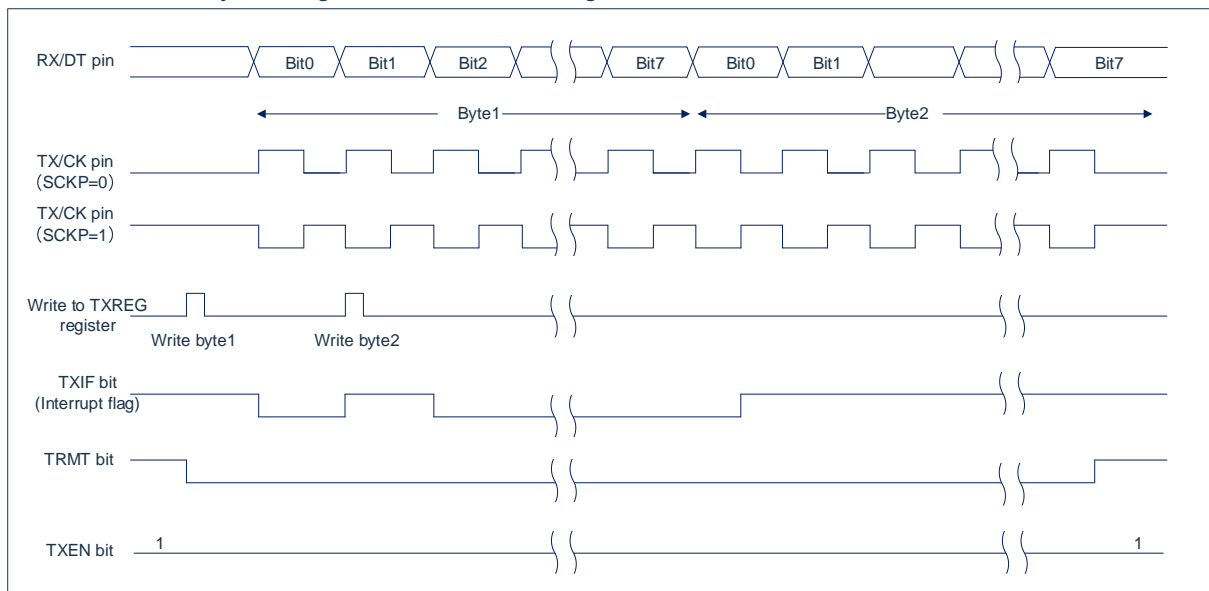 RX/DT pin
Bit0 Bit1 Bit2 Bit7 Bit0 Bit1 Bit7
Byte1 Byte2
TX/CK pin
（SCKP=0）
TX/CK pin
（SCKP=1）
Write to TXREG
register
Write byte1 Write byte2
TXIF bit
(Interrupt flag)
TRMT bit
TXEN bit 1 1